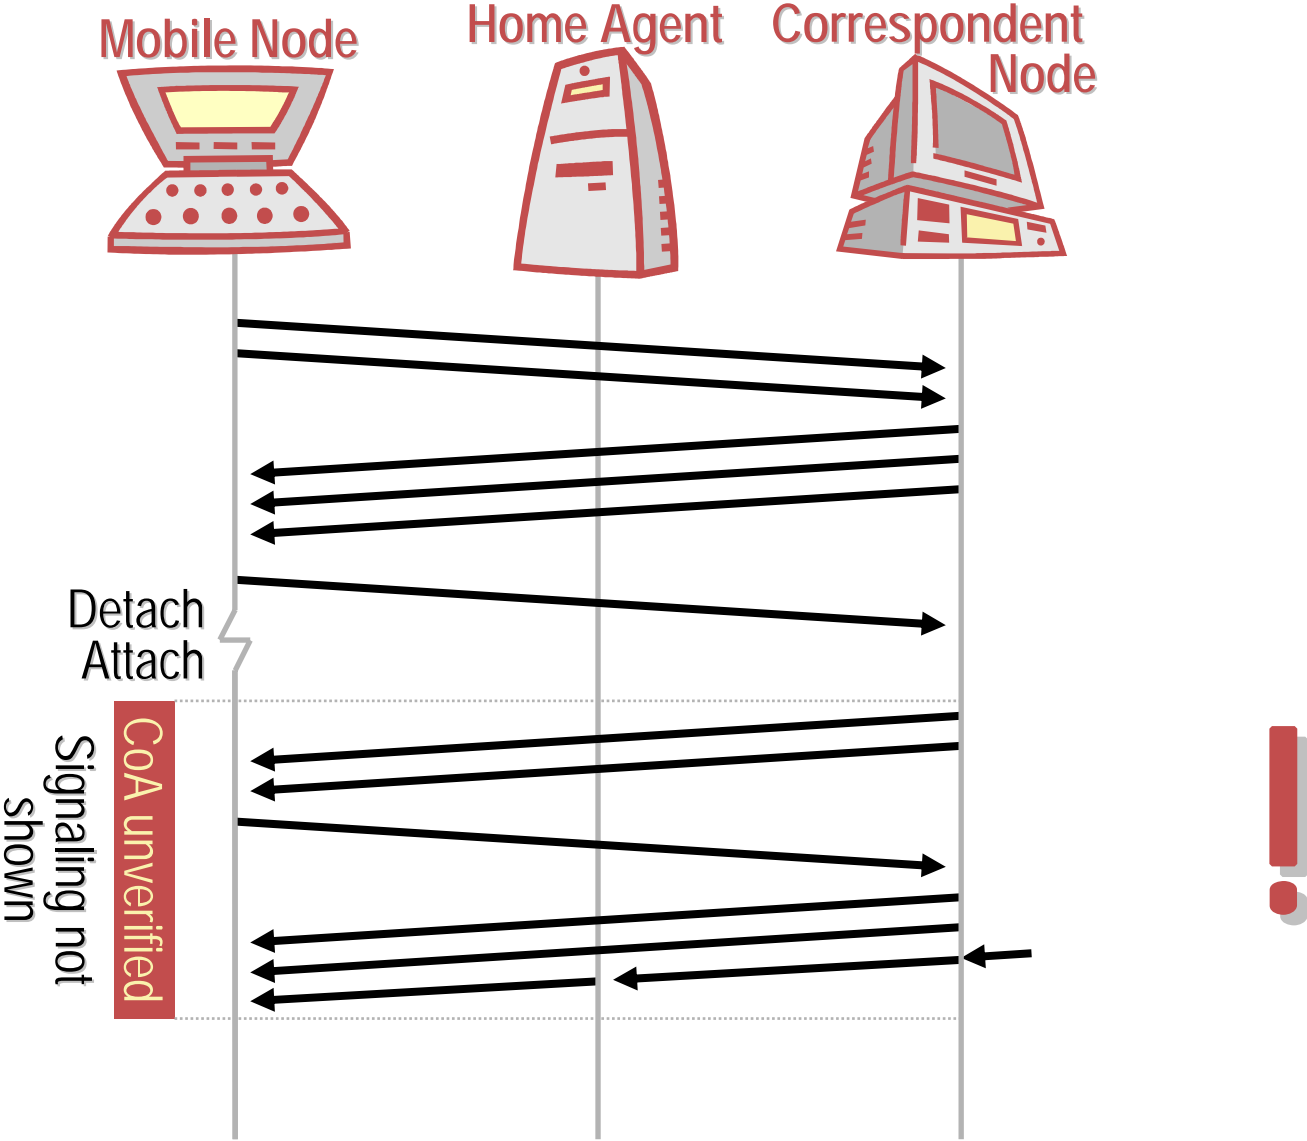 Mobile Node
Home Agent
Correspondent
Node
Detach
Attach
CoA unverified
Signaling not
shown
!